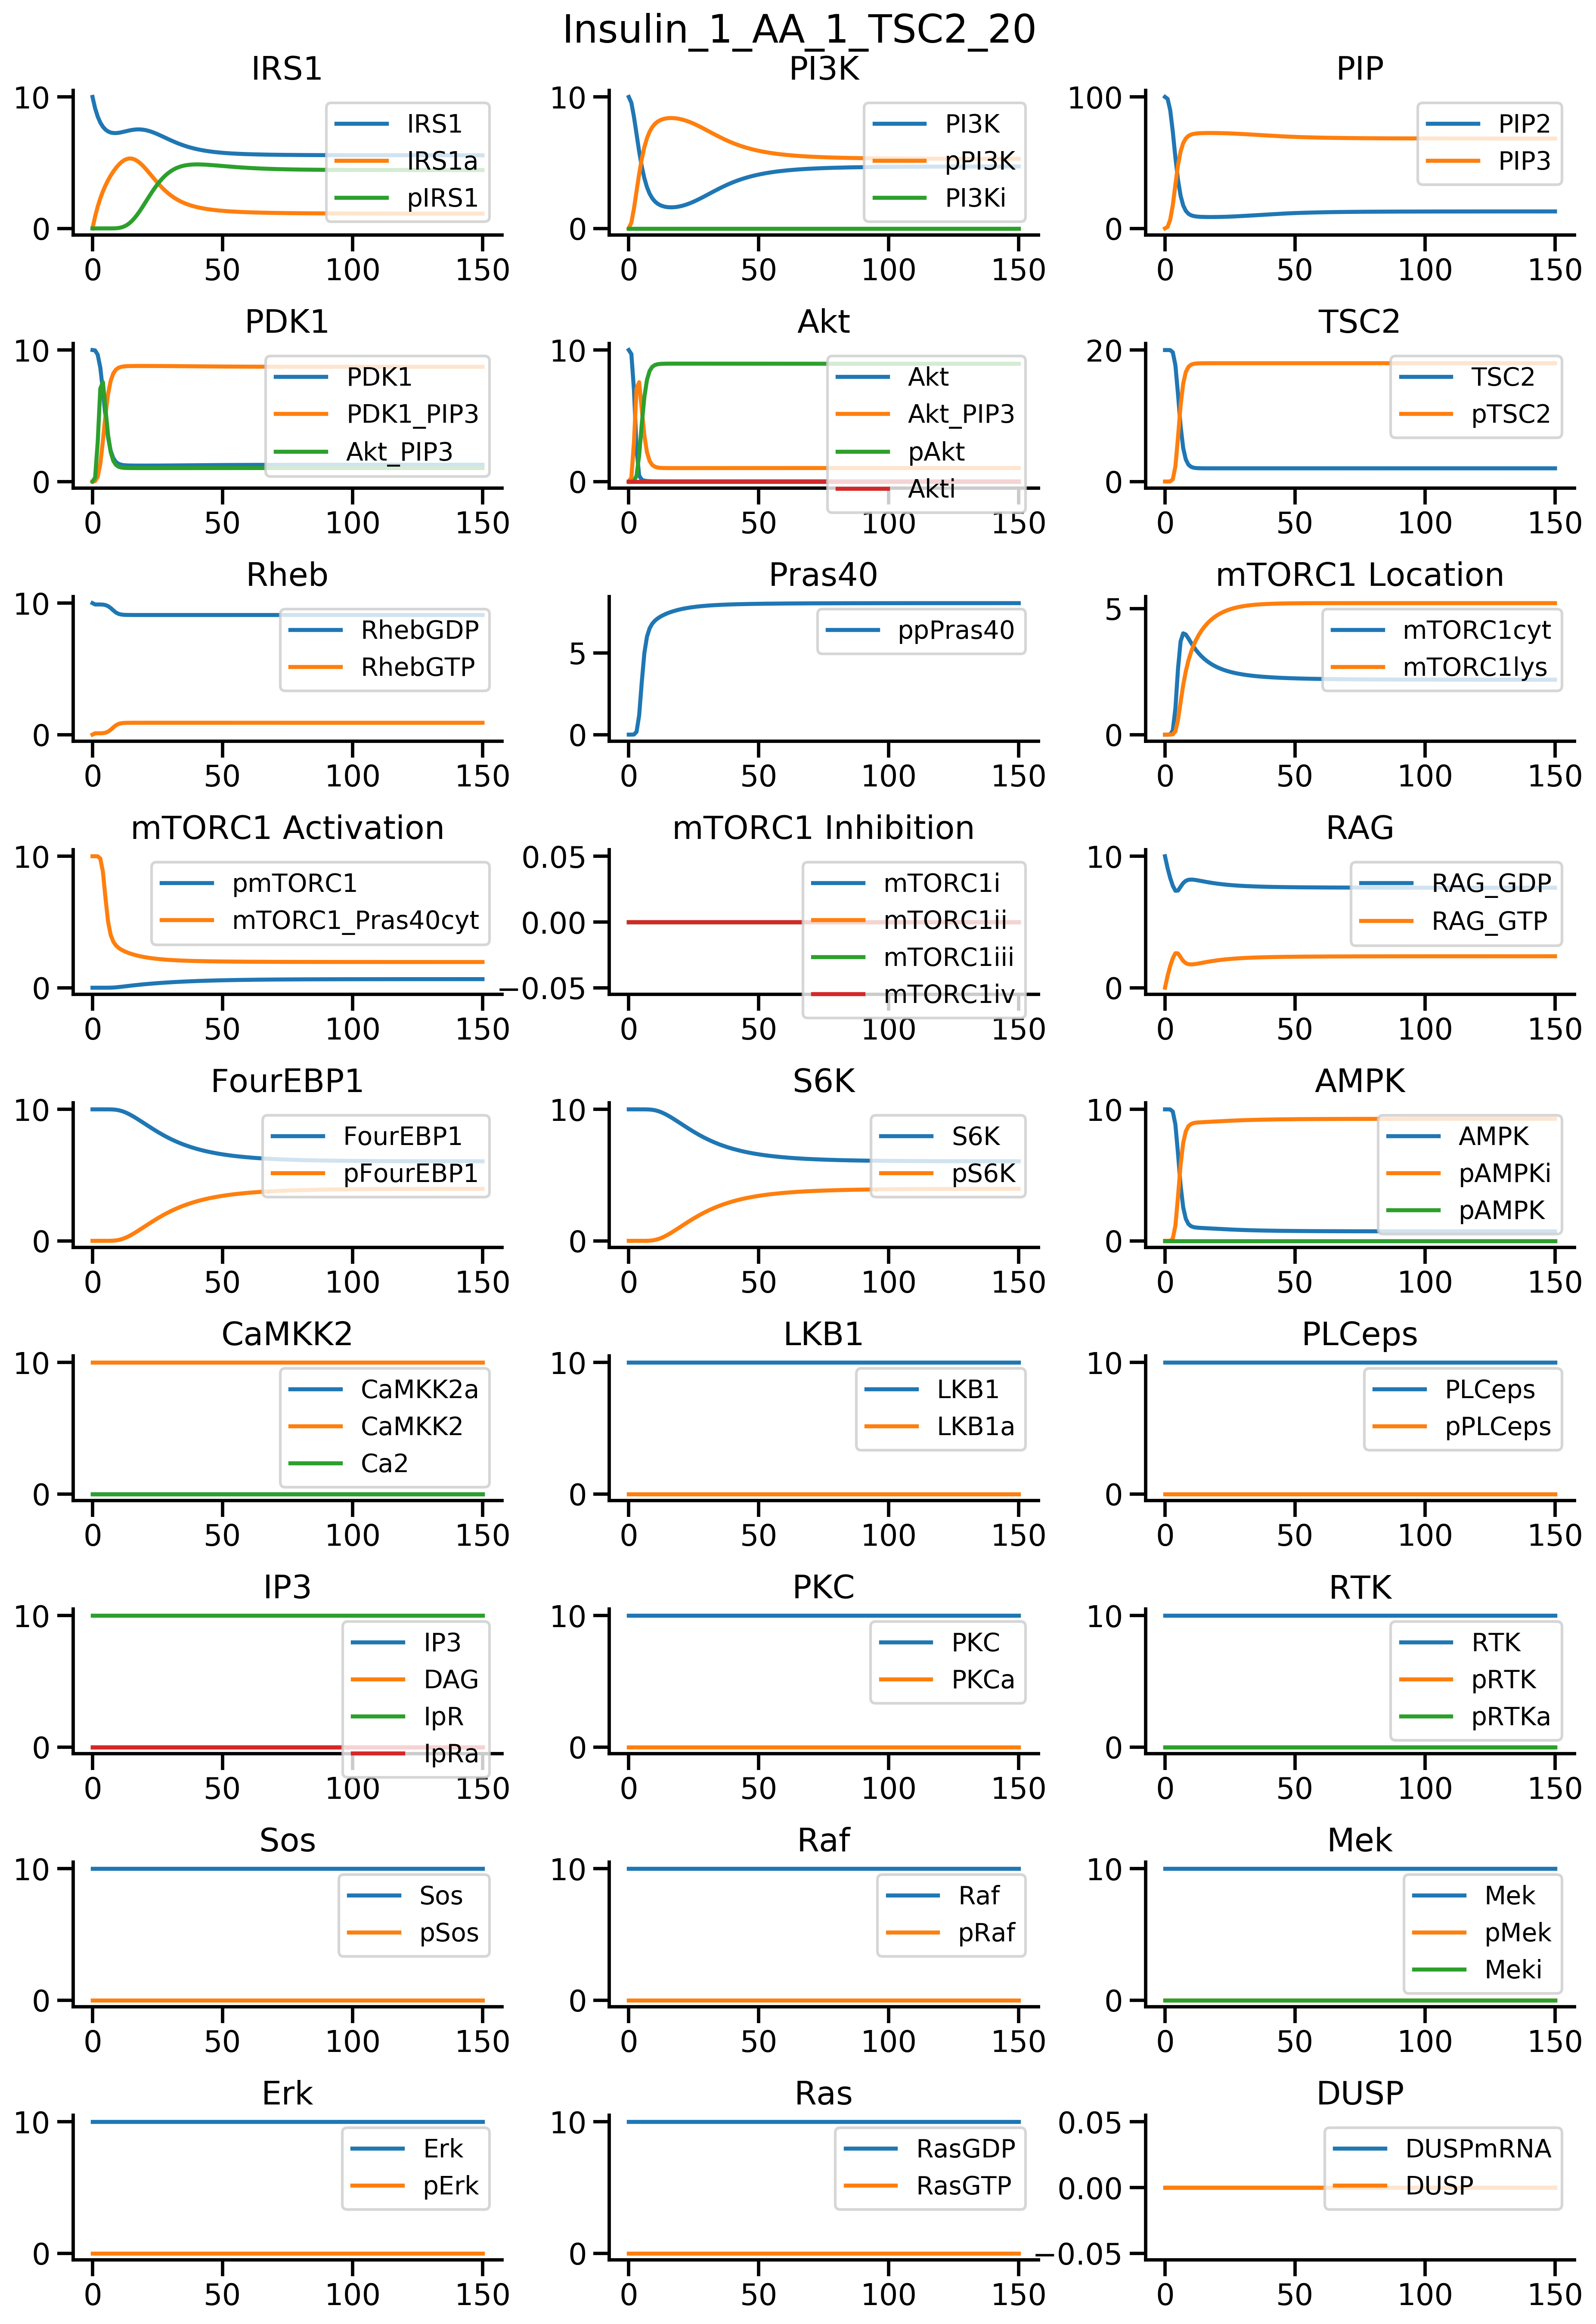 Insulin_1_AA_1_TSC2_20
IRS1
10
0
0 50 100 150
IRS1
IRS1a
pIRS1
PI3K
10
0
0 50 100 150
PI3K
pPI3K
PI3Ki
PIP
100
0
0 50 100 150
PIP2
PIP3
PDK1
10
0
0 50 100 150
PDK1
PDK1_PIP3
Akt_PIP3
Akt
10
0
0 50 100 150
Akt
Akt_PIP3
pAkt
Akti
TSC2
20
0
0 50 100 150
TSC2
pTSC2
Rheb
10
0
0 50 100 150
RhebGDP
RhebGTP
Pras40
5
0
0 50 100 150
ppPras40
mTORC1 Location
5
0
0 50 100 150
mTORC1cyt
mTORC1lys
mTORC1 Activation
10
0
0 50 100 150
pmTORC1
mTORC1_Pras40cyt
mTORC1 Inhibition
0.05
0.00
−0.05
0 50 100 150
mTORC1i
mTORC1ii
mTORC1iii
mTORC1iv
RAG
10
0
0 50 100 150
RAG_GDP
RAG_GTP
FourEBP1
10
0
0 50 100 150
FourEBP1
pFourEBP1
S6K
10
0
0 50 100 150
S6K
pS6K
AMPK
10
0
0 50 100 150
AMPK
pAMPKi
pAMPK
CaMKK2
10
0
0 50 100 150
CaMKK2a
CaMKK2
Ca2
LKB1
10
0
0 50 100 150
LKB1
LKB1a
PLCeps
10
0
0 50 100 150
PLCeps
pPLCeps
IP3
10
0
0 50 100 150
IP3
DAG
IpR
IpRa
PKC
10
0
0 50 100 150
PKC
PKCa
RTK
10
0
0 50 100 150
RTK
pRTK
pRTKa
Sos
10
0
0 50 100 150
Sos
pSos
Raf
10
0
0 50 100 150
Raf
pRaf
Mek
10
0
0 50 100 150
Mek
pMek
Meki
Erk
10
0
0 50 100 150
Erk
pErk
Ras
10
0
0 50 100 150
RasGDP
RasGTP
DUSP
0.05
0.00
−0.05
0 50 100 150
DUSPmRNA
DUSP